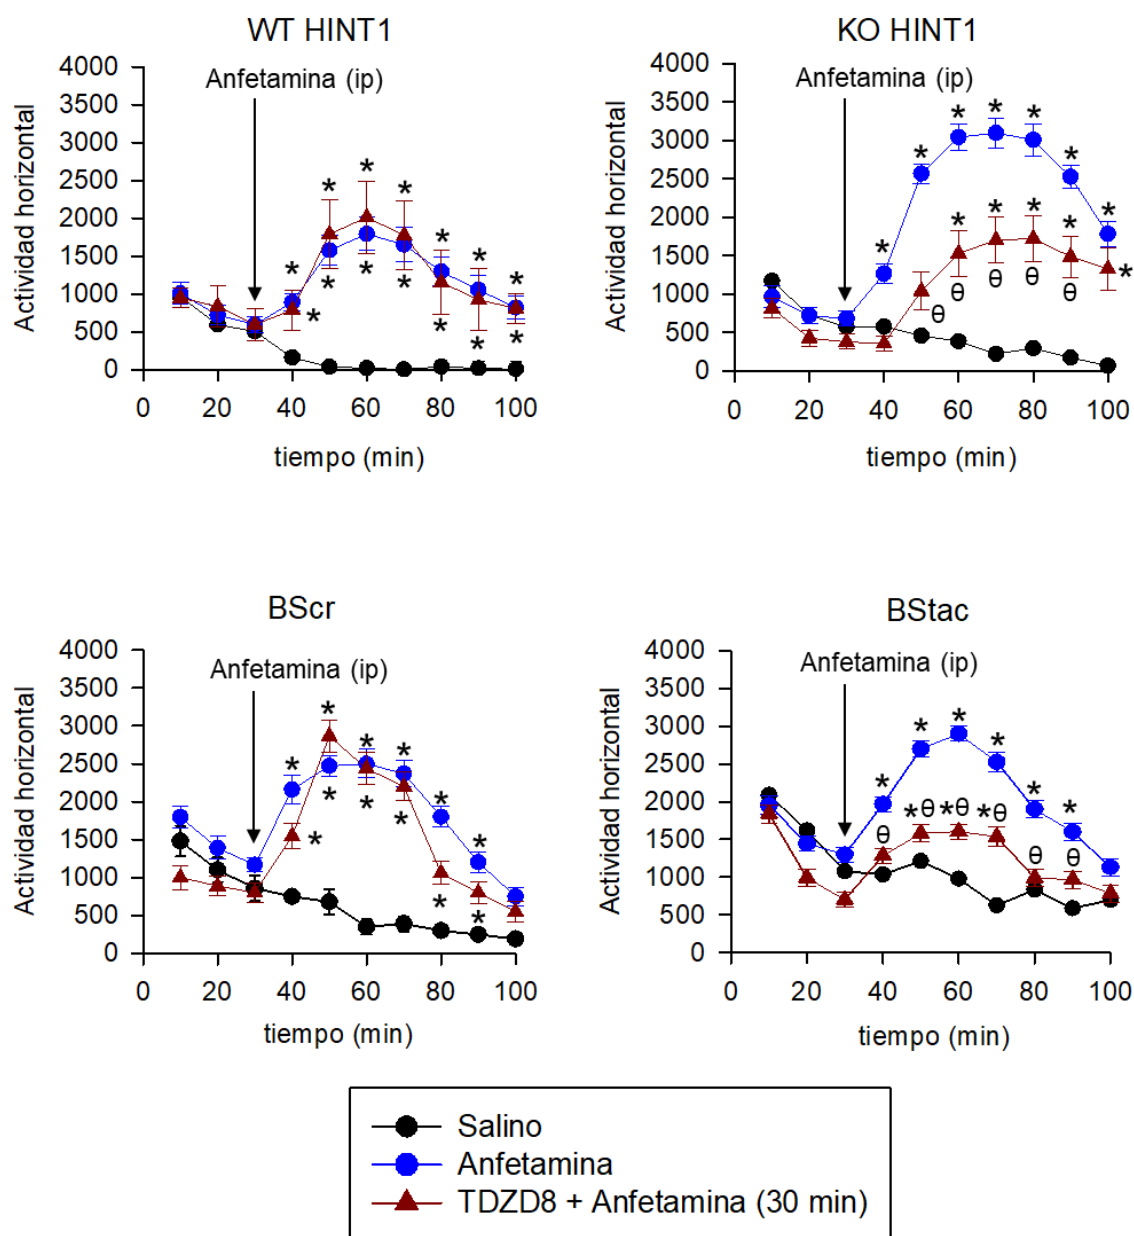 WT HINT1
4000
3500
3000
2500
2000
1500
1000
500
0
Actividad horizontal
Anfetamina (ip)
* * * * * * *
* * * * * * *
0 20 40 60 80 100
tiempo (min)
KO HINT1
4000
3500
3000
2500
2000
1500
1000
500
0
Actividad horizontal
Anfetamina (ip)
* * * * * * *
* * * * *
θ θ θ θ θ
0 20 40 60 80 100
tiempo (min)
BScr
4000
3500
3000
2500
2000
1500
1000
500
0
Actividad horizontal
Anfetamina (ip)
* * * * * *
* * * * * *
0 20 40 60 80 100
tiempo (min)
BStac
4000
3500
3000
2500
2000
1500
1000
500
0
Actividad horizontal
Anfetamina (ip)
* * * * * *
θ *θ *θ *θ θ θ
0 20 40 60 80 100
tiempo (min)
Salino
Anfetamina
TDZD8 + Anfetamina (30 min)